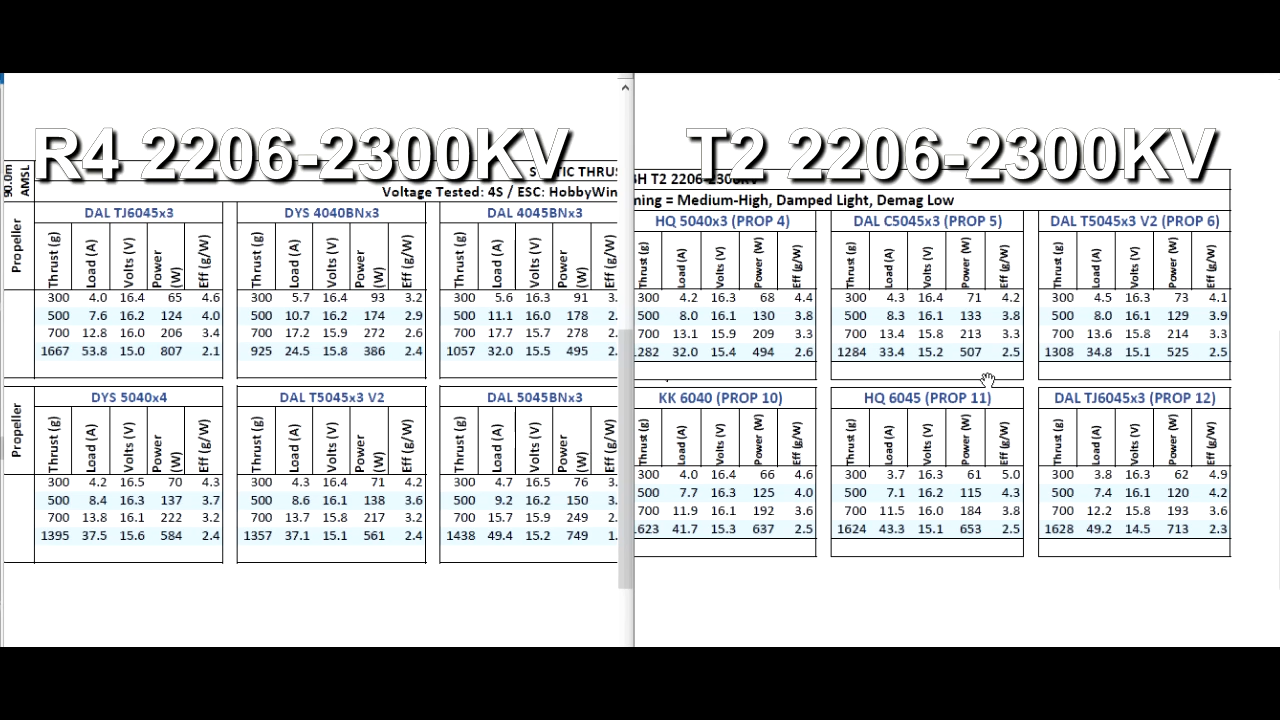 R4 2206-2300KV
90.0m
AMSL
Voltage Tested: 4S / ESC: HobbyWin
Propeller
DAL TJ6045x3 DYS 4040BNx3 DAL 4045BNx3
Thrust (g) Load (A) Volts (V) Power (W) Eff (g/W) Thrust (g) Load (A) Volts (V) Power (W) Eff (g/W) Thrust (g) Load (A) Volts (V) Power (W) Eff (g/W)
300 4.0 16.4 65 4.6 300 5.7 16.4 93 3.2 300 5.6 16.3 91 3.
500 7.6 16.2 124 4.0 500 10.7 16.2 174 2.9 500 11.1 16.0 178 2.
700 12.8 16.0 206 3.4 700 17.2 15.9 272 2.6 700 17.7 15.7 278 2.
1667 53.8 15.0 807 2.1 925 24.5 15.8 386 2.4 1057 32.0 15.5 495 2.
Propeller
DYS 5040x4 DAL T5045x3 V2 DAL 5045BNx3
Thrust (g) Load (A) Volts (V) Power (W) Eff (g/W) Thrust (g) Load (A) Volts (V) Power (W) Eff (g/W) Thrust (g) Load (A) Volts (V) Power (W) Eff (g/W)
300 4.2 16.5 70 4.3 300 4.3 16.4 71 4.2 300 4.7 16.5 76 3.
500 8.4 16.3 137 3.7 500 8.6 16.1 138 3.6 500 9.2 16.2 150 3.
700 13.8 16.1 222 3.2 700 13.7 15.8 217 3.2 700 15.7 15.9 249 2.
1395 37.5 15.6 584 2.4 1357 37.1 15.1 561 2.4 1438 49.4 15.2 749 1.
T2 2206-2300KV
T2 2206-2300KV
ning = Medium-High, Damped Light, Demag Low
HQ 5040x3 (PROP 4) DAL C5045x3 (PROP 5) DAL T5045x3 V2 (PROP 6)
Thrust (g) Load (A) Volts (V) Power (W) Eff (g/W) Thrust (g) Load (A) Volts (V) Power (W) Eff (g/W) Thrust (g) Load (A) Volts (V) Power (W) Eff (g/W)
300 4.2 16.3 68 4.4 300 4.3 16.4 71 4.2 300 4.5 16.3 73 4.1
500 8.0 16.1 130 3.8 500 8.3 16.1 133 3.8 500 8.0 16.1 129 3.9
700 13.1 15.9 209 3.3 700 13.4 15.8 213 3.3 700 13.6 15.8 214 3.3
1282 32.0 15.4 494 2.6 1284 33.4 15.2 507 2.5 1308 34.8 15.1 525 2.5
KK 6040 (PROP 10) HQ 6045 (PROP 11) DAL TJ6045x3 (PROP 12)
Thrust (g) Load (A) Volts (V) Power (W) Eff (g/W) Thrust (g) Load (A) Volts (V) Power (W) Eff (g/W) Thrust (g) Load (A) Volts (V) Power (W) Eff (g/W)
300 4.0 16.4 66 4.4 300 3.7 16.3 61 5.0 300 3.8 16.3 62 4.9
500 7.7 16.3 125 4.0 500 7.1 16.2 115 4.3 500 7.4 16.1 120 4.2
700 11.9 16.1 192 3.6 700 11.5 16.0 184 3.8 700 12.2 15.8 193 3.6
1623 41.7 15.3 637 2.5 1624 43.3 15.1 653 2.5 1628 49.2 14.5 713 2.3